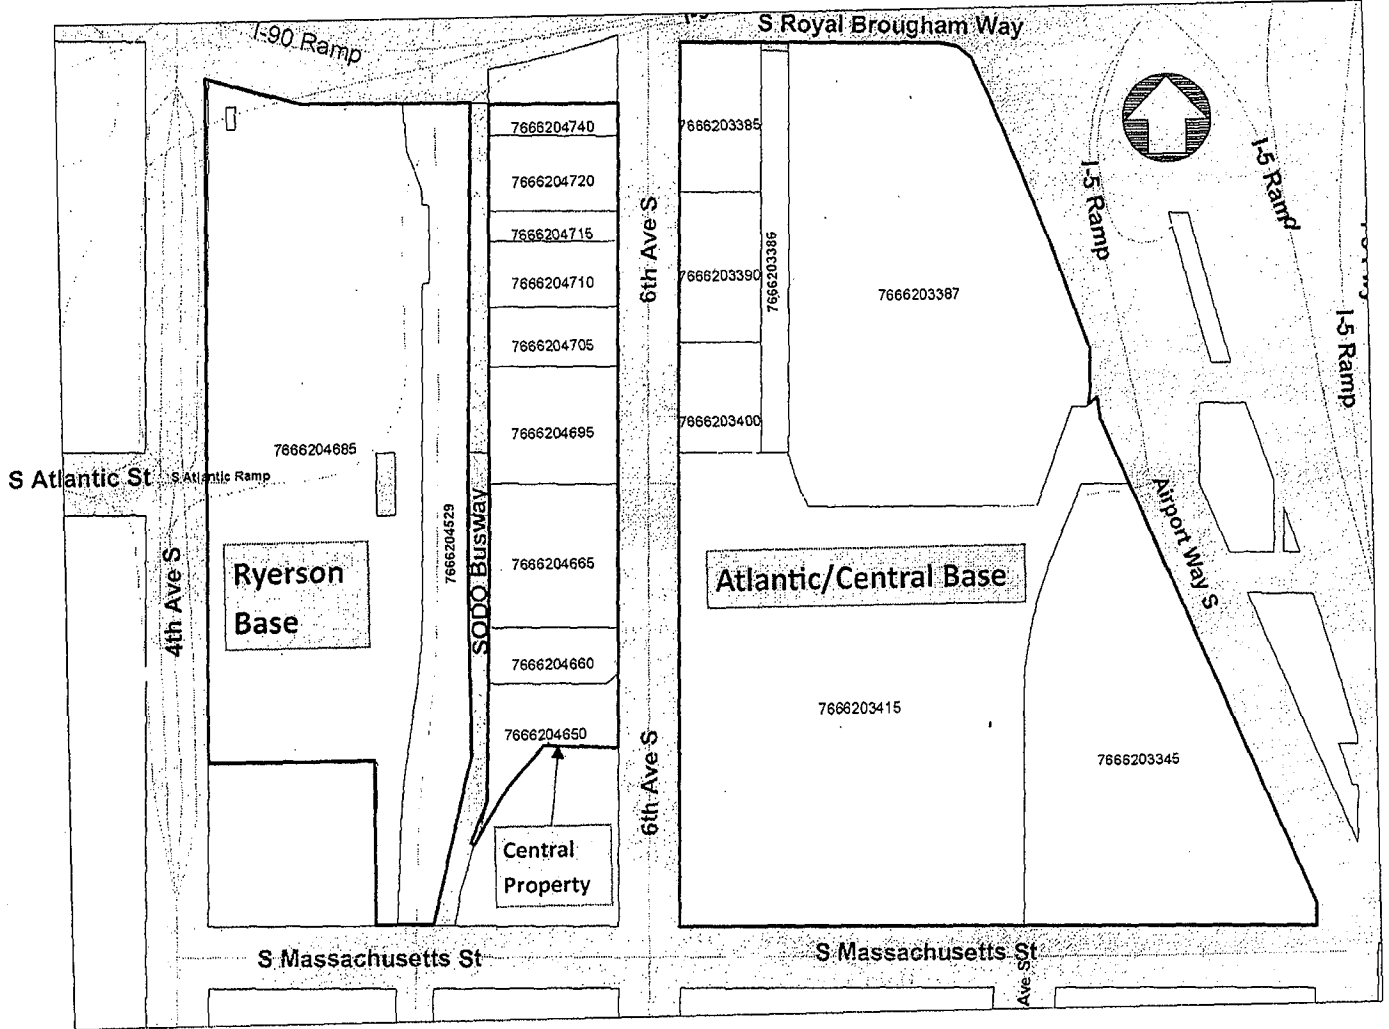 S Royal Brougham Way
I-90 Ramp
7666204740
7666203385
7666204720
I-5 Ramp
I-5 Ramp
6th Ave S
7666204715
7666203390
7666203386
7666204710
7666203387
7666204705
I-5 Ramp
7666203400
7666204695
7666204685
S Atlantic St
S Atlantic Ramp
7666204529
SODO Busway
Airport Way S
4th Ave S
Ryerson
Base
7666204665
Atlantic/Central Base
7666204660
7666203415
7666204650
6th Ave S
7666203345
Central
Property
S Massachusetts St
S Massachusetts St
Ave S